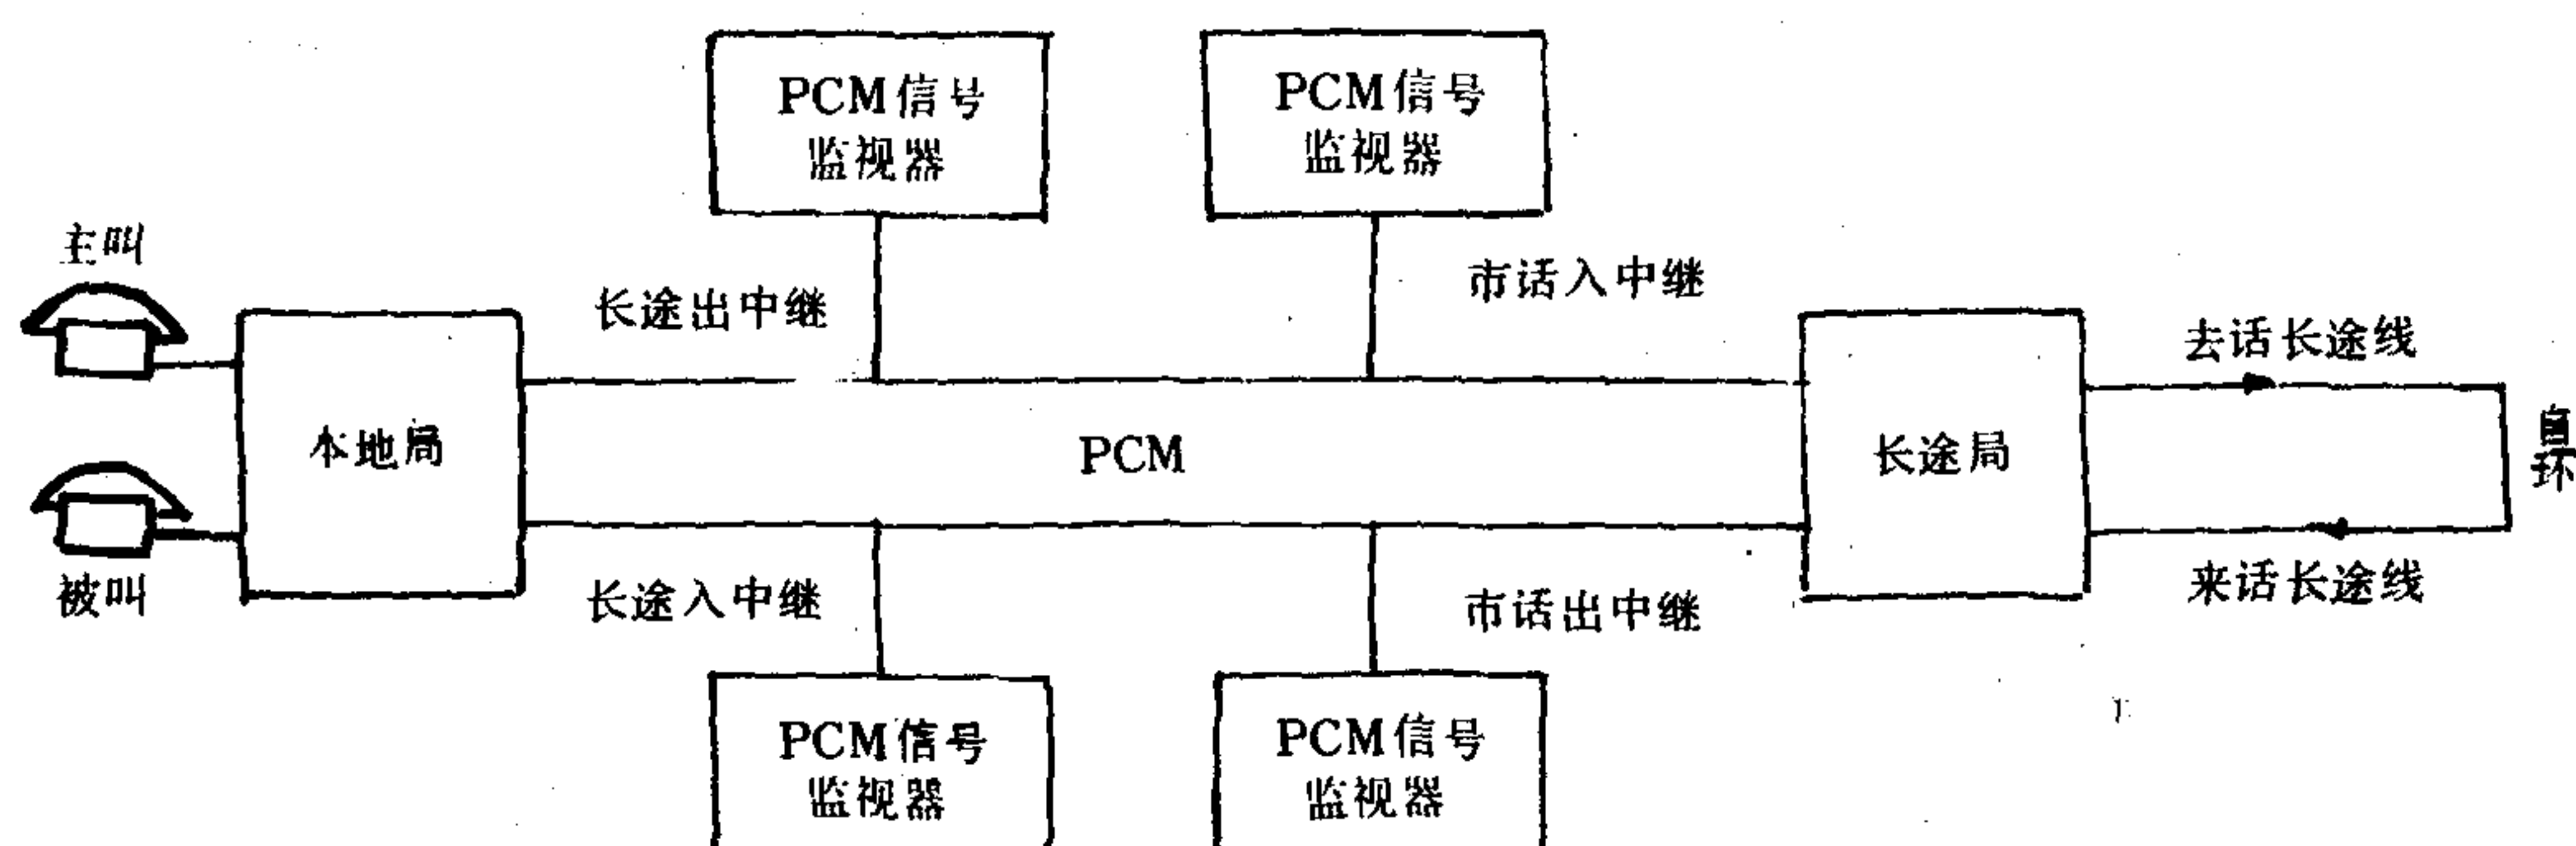 PCM信号
监视器
PCM信号
监视器
主叫
长途出中继
市话入中继
去话长途线
本地局
PCM
长途局
自环
被叫
长途入中继
市话出中继
来话长途线
PCM信号
监视器
PCM信号
监视器